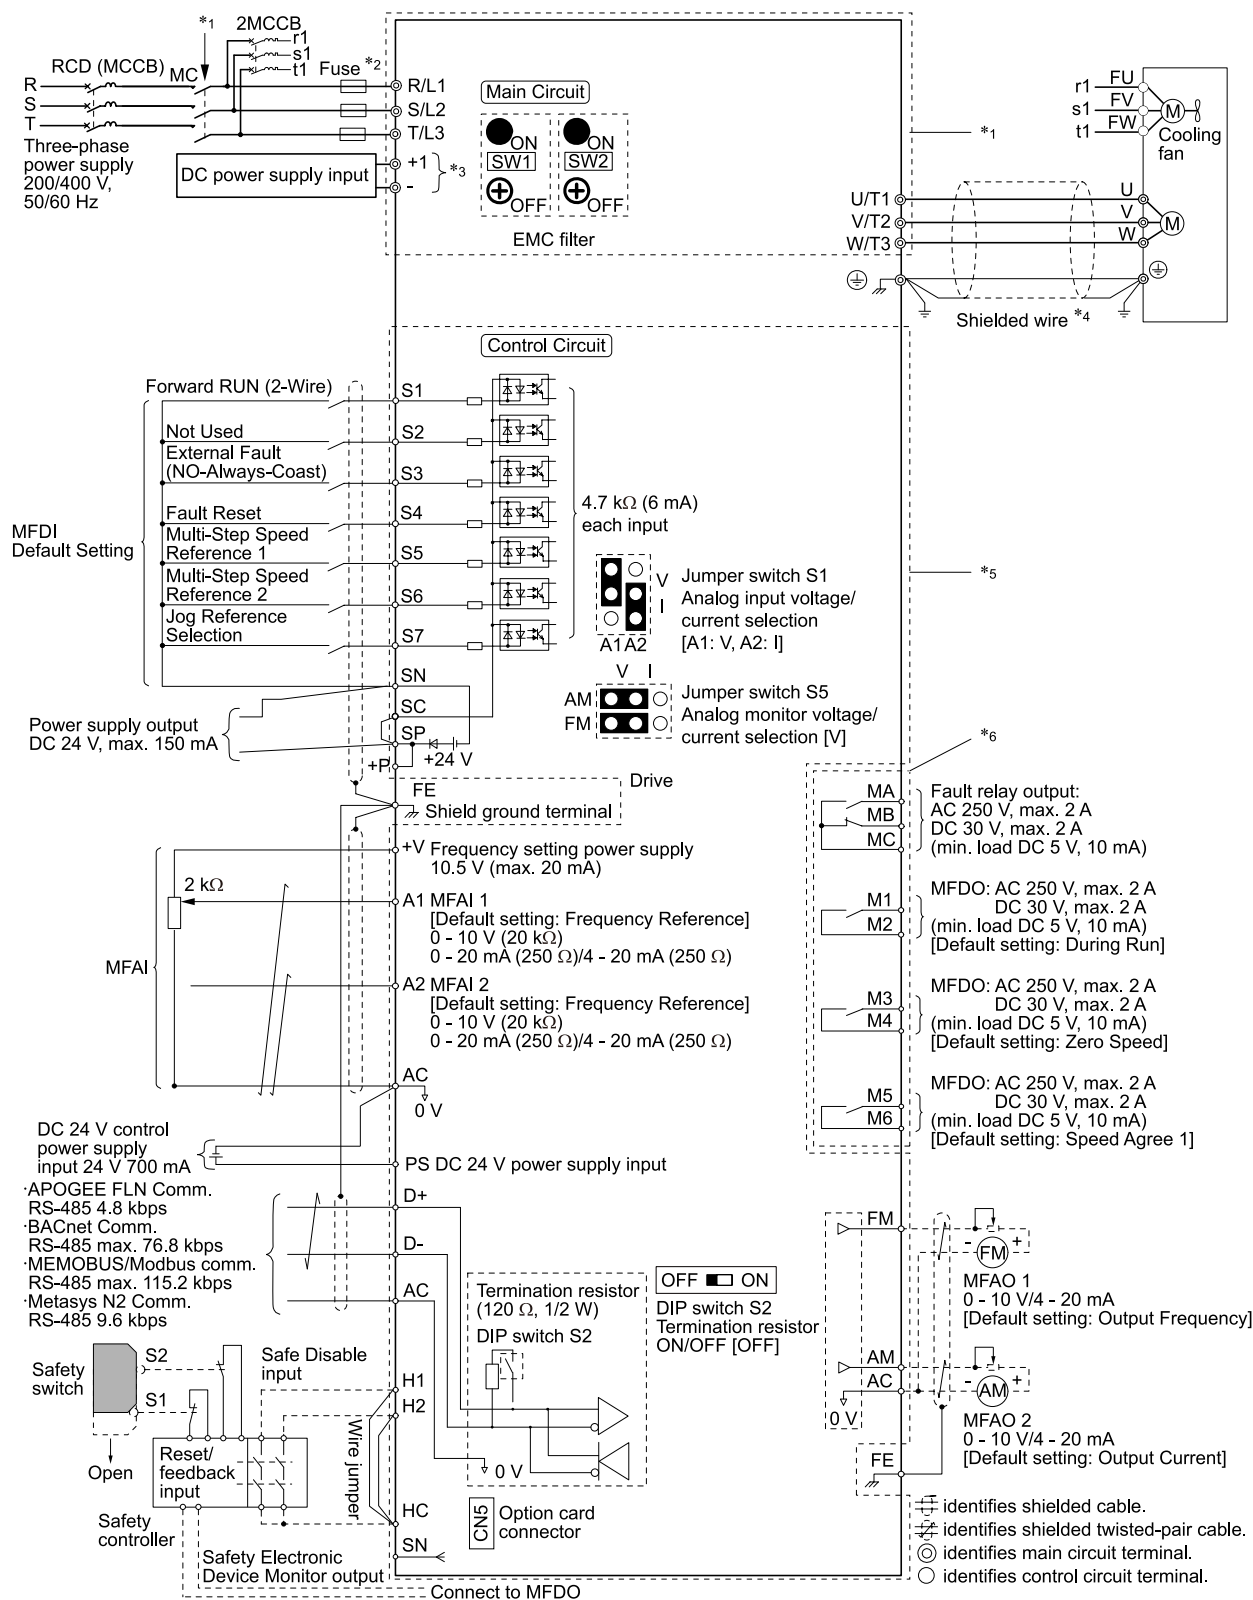 *1
2MCCB
r1
s1
t1
RCD (MCCB)
MC
Fuse *2
R
S
T
R/L1
S/L2
T/L3
Three-phase
power supply
200/400 V,
50/60 Hz
DC power supply input
+1
-
*3
Main Circuit
ON
SW1
OFF
ON
SW2
OFF
EMC filter
*1
r1 FU
s1 FV
t1 FW
M
Cooling
fan
U/T1
V/T2
W/T3
U
V
W
M
Shielded wire *4
Control Circuit
Forward RUN (2-Wire)
S1
Not Used
S2
External Fault
(NO-Always-Coast)
S3
Fault Reset
S4
Multi-Step Speed
Reference 1
S5
Multi-Step Speed
Reference 2
S6
Jog Reference
Selection
S7
MFDI
Default Setting
4.7 kΩ (6 mA)
each input
V
I
A1 A2
Jumper switch S1
Analog input voltage/
current selection
[A1: V, A2: I]
*5
V I
AM
FM
Jumper switch S5
Analog monitor voltage/
current selection [V]
SN
SC
SP
+24 V
+P
Power supply output
DC 24 V, max. 150 mA
Drive
*6
FE
Shield ground terminal
MA
MB
MC
Fault relay output:
AC 250 V, max. 2 A
DC 30 V, max. 2 A
(min. load DC 5 V, 10 mA)
+V Frequency setting power supply
10.5 V (max. 20 mA)
2 kΩ
A1 MFAI 1
[Default setting: Frequency Reference]
0 - 10 V (20 kΩ)
0 - 20 mA (250 Ω)/4 - 20 mA (250 Ω)
MFAI
A2 MFAI 2
[Default setting: Frequency Reference]
0 - 10 V (20 kΩ)
0 - 20 mA (250 Ω)/4 - 20 mA (250 Ω)
M1
M2
MFDO: AC 250 V, max. 2 A
DC 30 V, max. 2 A
(min. load DC 5 V, 10 mA)
[Default setting: During Run]
M3
M4
MFDO: AC 250 V, max. 2 A
DC 30 V, max. 2 A
(min. load DC 5 V, 10 mA)
[Default setting: Zero Speed]
M5
M6
MFDO: AC 250 V, max. 2 A
DC 30 V, max. 2 A
(min. load DC 5 V, 10 mA)
[Default setting: Speed Agree 1]
AC
0 V
DC 24 V control
power supply
input 24 V 700 mA
PS DC 24 V power supply input
·APOGEE FLN Comm.
RS-485 4.8 kbps
·BACnet Comm.
RS-485 max. 76.8 kbps
·MEMOBUS/Modbus comm.
RS-485 max. 115.2 kbps
·Metasys N2 Comm.
RS-485 9.6 kbps
D+
D-
AC
Termination resistor
(120 Ω, 1/2 W)
DIP switch S2
0 V
OFF ON
DIP switch S2
Termination resistor
ON/OFF [OFF]
FM
- +
FM
MFAO 1
0 - 10 V/4 - 20 mA
[Default setting: Output Frequency]
AM
AC
0 V
- +
AM
MFAO 2
0 - 10 V/4 - 20 mA
[Default setting: Output Current]
FE
Safety
switch
S2
S1
Open
Safe Disable
input
H1
H2
Wire jumper
HC
SN
Reset/
feedback
input
Safety
controller
Safety Electronic
Device Monitor output
Connect to MFDO
CN5
Option card
connector
identifies shielded cable.
identifies shielded twisted-pair cable.
identifies main circuit terminal.
identifies control circuit terminal.